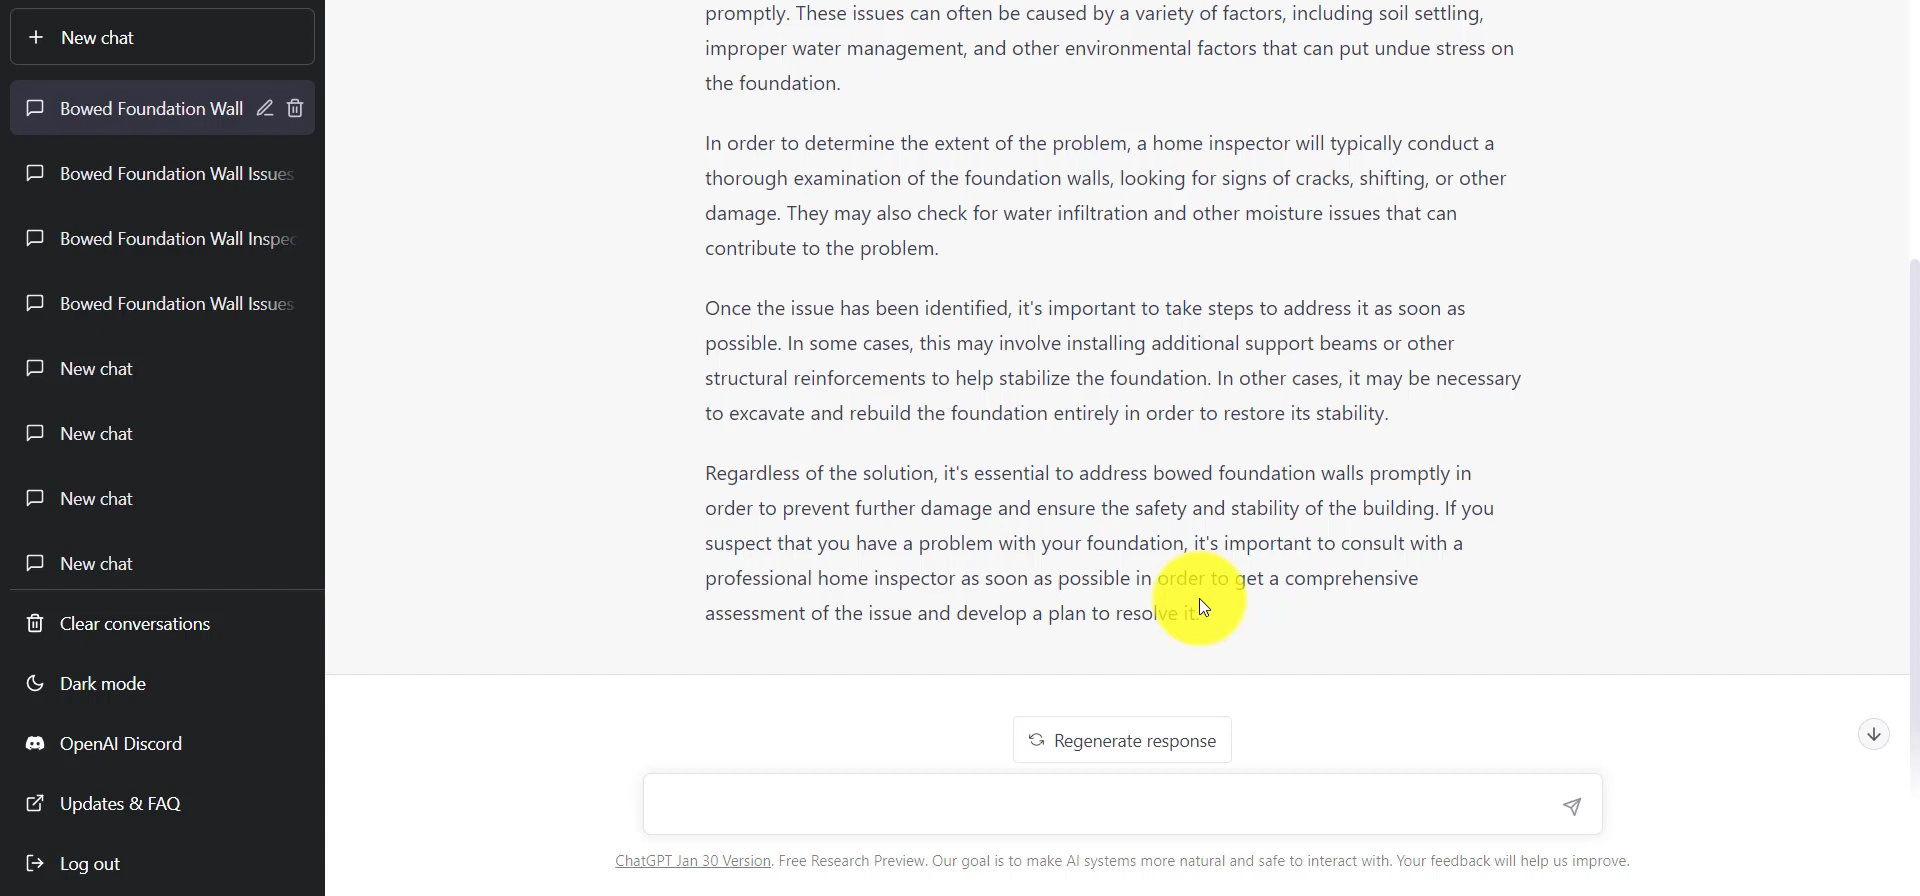 New chat
Bowed Foundation Wall
Bowed Foundation Wall Issues
Bowed Foundation Wall Inspec
Bowed Foundation Wall Issues
New chat
New chat
New chat
New chat
Clear conversations
Dark mode
OpenAI Discord
Updates & FAQ
Log out
promptly. These issues can often be caused by a variety of factors, including soil settling,
improper water management, and other environmental factors that can put undue stress on
the foundation.
In order to determine the extent of the problem, a home inspector will typically conduct a
thorough examination of the foundation walls, looking for signs of cracks, shifting, or other
damage. They may also check for water infiltration and other moisture issues that can
contribute to the problem.
Once the issue has been identified, it's important to take steps to address it as soon as
possible. In some cases, this may involve installing additional support beams or other
structural reinforcements to help stabilize the foundation. In other cases, it may be necessary
to excavate and rebuild the foundation entirely in order to restore its stability.
Regardless of the solution, it's essential to address bowed foundation walls promptly in
order to prevent further damage and ensure the safety and stability of the building. If you
suspect that you have a problem with your foundation, it's important to consult with a
professional home inspector as soon as possible in order to get a comprehensive
assessment of the issue and develop a plan to resolve it.
Regenerate response
ChatGPT Jan 30 Version. Free Research Preview. Our goal is to make AI systems more natural and safe to interact with. Your feedback will help us improve.